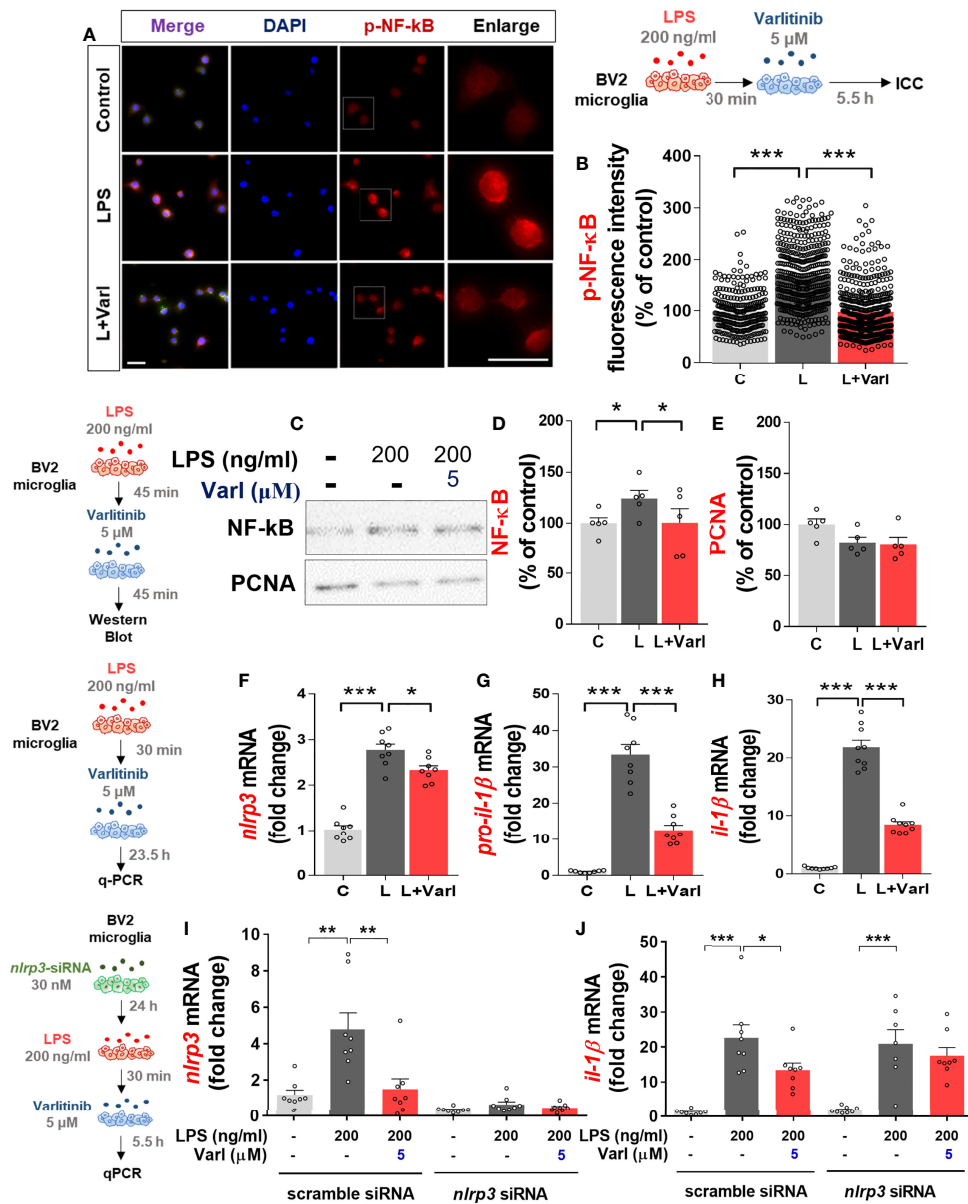 A
Merge DAPI p-NF-kB Enlarge
Control
LPS
L+Varl
LPS
200 ng/ml
Varlitinib
5 µM
BV2
microglia
30 min
5.5 h
ICC
B
p-NF-κB
fluorescence intensity
(% of control)
400
300
200
150
100
50
0
C L L+Varl
***
***
LPS
200 ng/ml
BV2
microglia
45 min
Varlitinib
5 µM
45 min
Western
Blot
C
LPS (ng/ml) - 200 200
Varl (µM) - - 5
NF-kB
PCNA
D
NF-κB
(% of control)
200
150
100
50
0
C L L+Varl
*
*
E
PCNA
(% of control)
200
150
100
50
0
C L L+Varl
LPS
200 ng/ml
BV2
microglia
30 min
Varlitinib
5 µM
23.5 h
q-PCR
F
nlrp3 mRNA
(fold change)
4
3
2
1
0
C L L+Varl
***
*
G
pro-il-1β mRNA
(fold change)
50
40
30
20
10
0
C L L+Varl
***
***
H
il-1β mRNA
(fold change)
30
20
10
0
C L L+Varl
***
***
BV2
microglia
nlrp3-siRNA
30 nM
24 h
LPS
200 ng/ml
30 min
Varlitinib
5 µM
5.5 h
qPCR
I
nlrp3 mRNA
(fold change)
10
8
6
4
2
0
**
**
LPS (ng/ml) - 200 200 - 200 200
Varl (µM) - - 5 - - 5
scramble siRNA nlrp3 siRNA
J
il-1β mRNA
(fold change)
50
40
30
20
10
0
***
*
***
LPS (ng/ml) - 200 200 - 200 200
Varl (µM) - - 5 - - 5
scramble siRNA nlrp3 siRNA